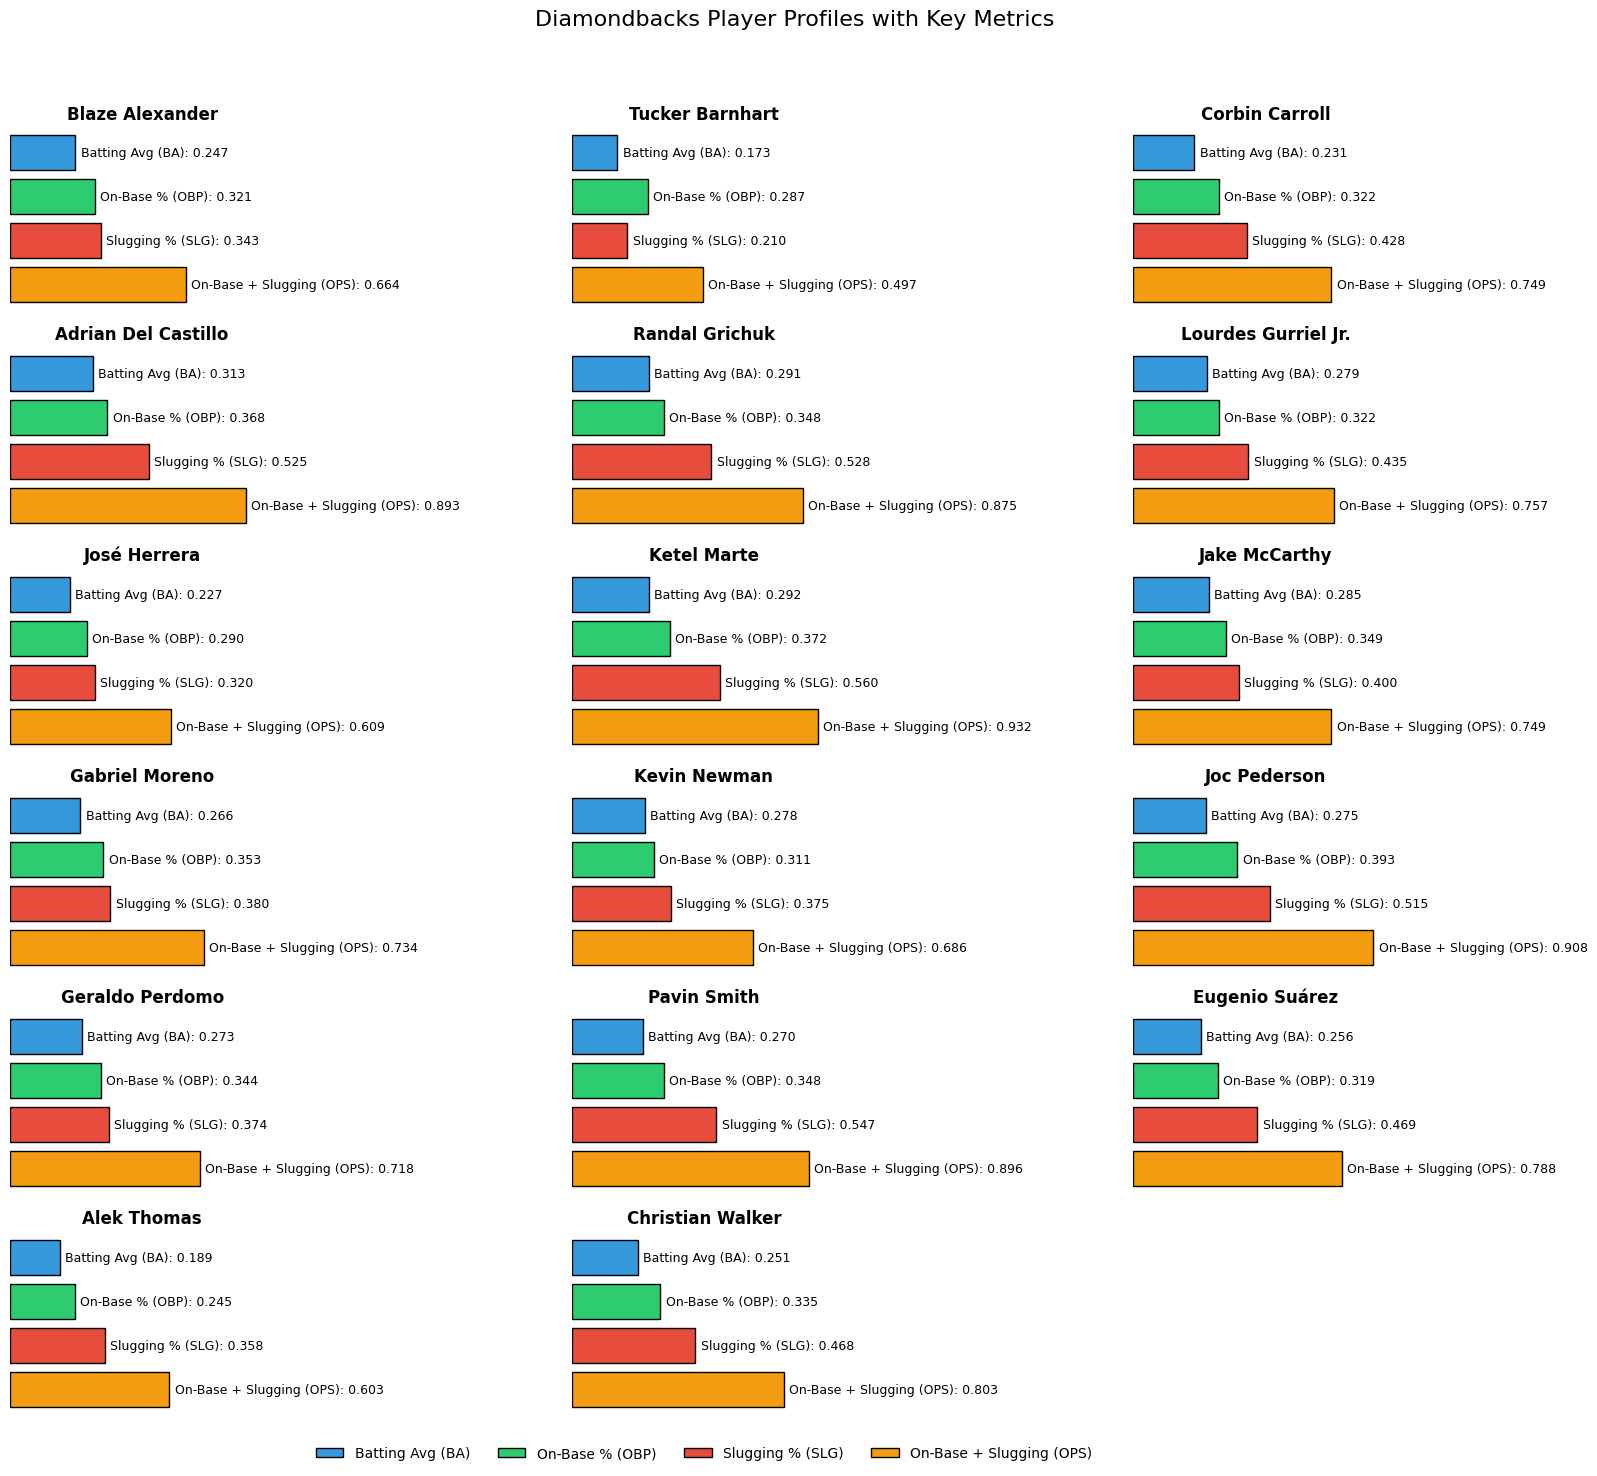 Diamondbacks Player Profiles with Key Metrics
Blaze Alexander
Batting Avg (BA): 0.247
On-Base % (OBP): 0.321
Slugging % (SLG): 0.343
On-Base + Slugging (OPS): 0.664
Tucker Barnhart
Batting Avg (BA): 0.173
On-Base % (OBP): 0.287
Slugging % (SLG): 0.210
On-Base + Slugging (OPS): 0.497
Corbin Carroll
Batting Avg (BA): 0.231
On-Base % (OBP): 0.322
Slugging % (SLG): 0.428
On-Base + Slugging (OPS): 0.749
Adrian Del Castillo
Batting Avg (BA): 0.313
On-Base % (OBP): 0.368
Slugging % (SLG): 0.525
On-Base + Slugging (OPS): 0.893
Randal Grichuk
Batting Avg (BA): 0.291
On-Base % (OBP): 0.348
Slugging % (SLG): 0.528
On-Base + Slugging (OPS): 0.875
Lourdes Gurriel Jr.
Batting Avg (BA): 0.279
On-Base % (OBP): 0.322
Slugging % (SLG): 0.435
On-Base + Slugging (OPS): 0.757
José Herrera
Batting Avg (BA): 0.227
On-Base % (OBP): 0.290
Slugging % (SLG): 0.320
On-Base + Slugging (OPS): 0.609
Ketel Marte
Batting Avg (BA): 0.292
On-Base % (OBP): 0.372
Slugging % (SLG): 0.560
On-Base + Slugging (OPS): 0.932
Jake McCarthy
Batting Avg (BA): 0.285
On-Base % (OBP): 0.349
Slugging % (SLG): 0.400
On-Base + Slugging (OPS): 0.749
Gabriel Moreno
Batting Avg (BA): 0.266
On-Base % (OBP): 0.353
Slugging % (SLG): 0.380
On-Base + Slugging (OPS): 0.734
Kevin Newman
Batting Avg (BA): 0.278
On-Base % (OBP): 0.311
Slugging % (SLG): 0.375
On-Base + Slugging (OPS): 0.686
Joc Pederson
Batting Avg (BA): 0.275
On-Base % (OBP): 0.393
Slugging % (SLG): 0.515
On-Base + Slugging (OPS): 0.908
Geraldo Perdomo
Batting Avg (BA): 0.273
On-Base % (OBP): 0.344
Slugging % (SLG): 0.374
On-Base + Slugging (OPS): 0.718
Pavin Smith
Batting Avg (BA): 0.270
On-Base % (OBP): 0.348
Slugging % (SLG): 0.547
On-Base + Slugging (OPS): 0.896
Eugenio Suárez
Batting Avg (BA): 0.256
On-Base % (OBP): 0.319
Slugging % (SLG): 0.469
On-Base + Slugging (OPS): 0.788
Alek Thomas
Batting Avg (BA): 0.189
On-Base % (OBP): 0.245
Slugging % (SLG): 0.358
On-Base + Slugging (OPS): 0.603
Christian Walker
Batting Avg (BA): 0.251
On-Base % (OBP): 0.335
Slugging % (SLG): 0.468
On-Base + Slugging (OPS): 0.803
Batting Avg (BA) On-Base % (OBP) Slugging % (SLG) On-Base + Slugging (OPS)